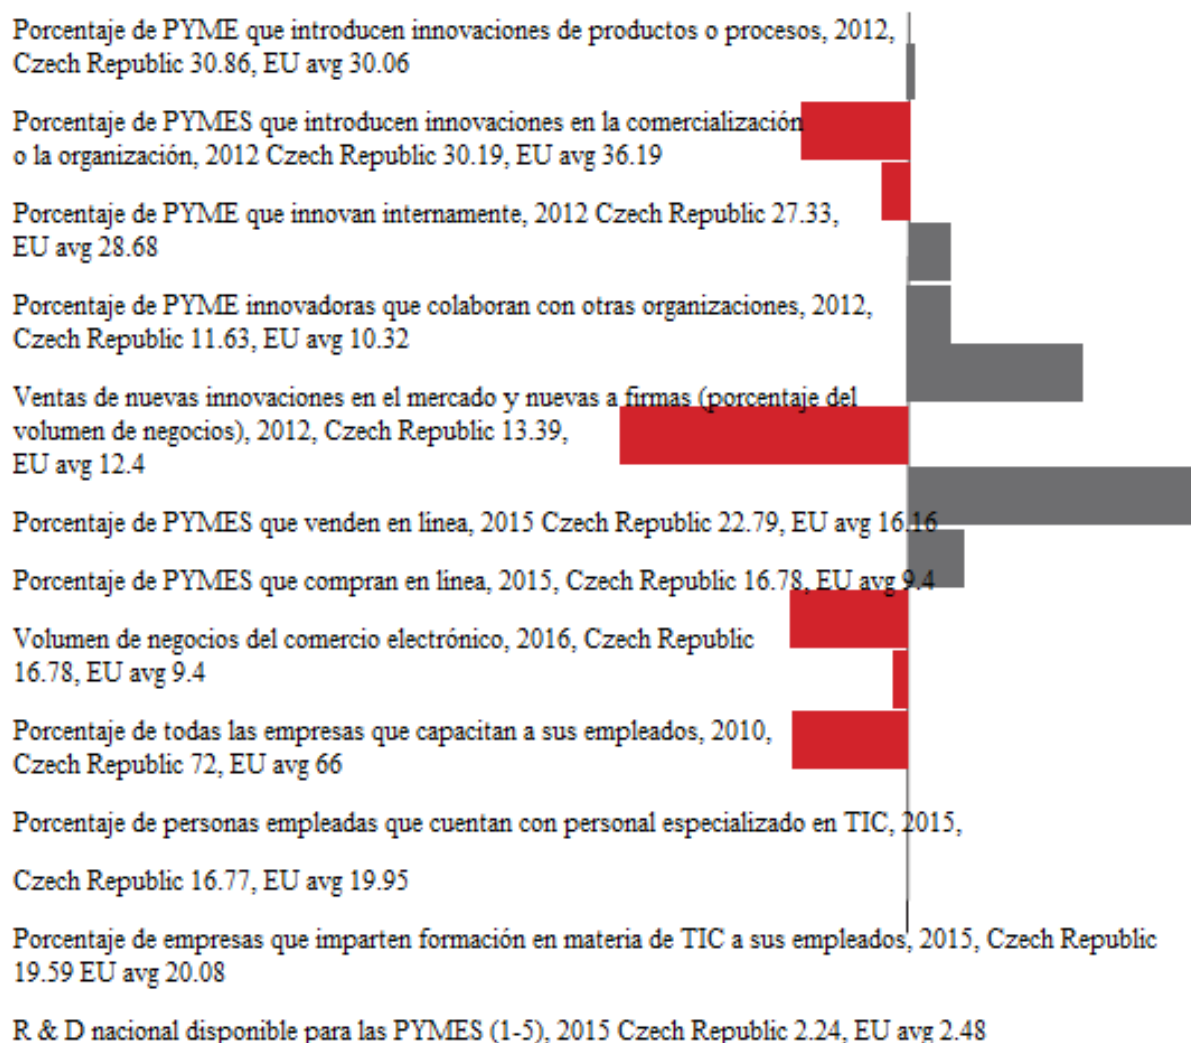 Porcentaje de PYME que introducen innovaciones de productos o procesos, 2012,
Czech Republic 30.86, EU avg 30.06
Porcentaje de PYMES que introducen innovaciones en la comercialización
o la organización, 2012 Czech Republic 30.19, EU avg 36.19
Porcentaje de PYME que innovan internamente, 2012 Czech Republic 27.33,
EU avg 28.68
Porcentaje de PYME innovadoras que colaboran con otras organizaciones, 2012,
Czech Republic 11.63, EU avg 10.32
Ventas de nuevas innovaciones en el mercado y nuevas a firmas (porcentaje del
volumen de negocios), 2012, Czech Republic 13.39,
EU avg 12.4
Porcentaje de PYMES que venden en línea, 2015 Czech Republic 22.79, EU avg 16.16
Porcentaje de PYMES que compran en línea, 2015, Czech Republic 16.78, EU avg 9.4
Volumen de negocios del comercio electrónico, 2016, Czech Republic
16.78, EU avg 9.4
Porcentaje de todas las empresas que capacitan a sus empleados, 2010,
Czech Republic 72, EU avg 66
Porcentaje de personas empleadas que cuentan con personal especializado en TIC, 2015,
Czech Republic 16.77, EU avg 19.95
Porcentaje de empresas que imparten formación en materia de TIC a sus empleados, 2015, Czech Republic
19.59 EU avg 20.08
R & D nacional disponible para las PYMES (1-5), 2015 Czech Republic 2.24, EU avg 2.48